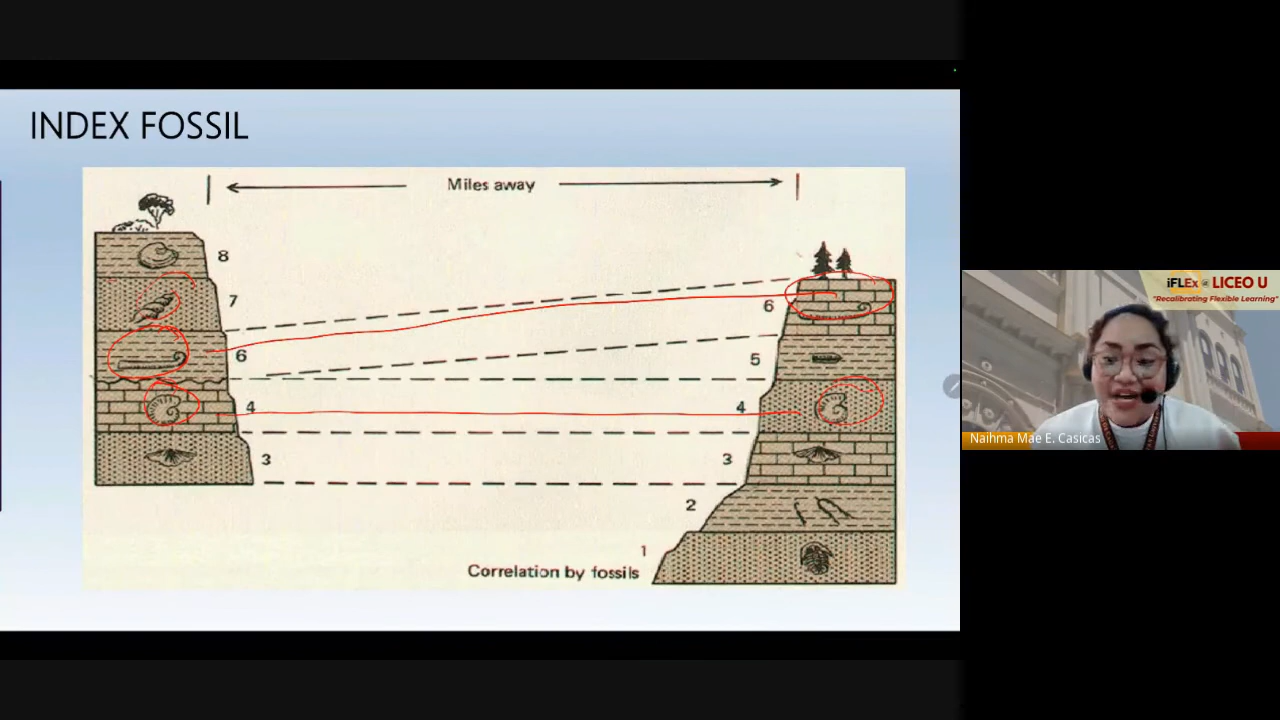 INDEX FOSSIL
Miles away
8
7
6
4
3
6
5
4
3
2
1
Correlation by fossils
iFLEx @ LICEO U
"Recalibrating Flexible Learning"
Naihma Mae E. Casicas